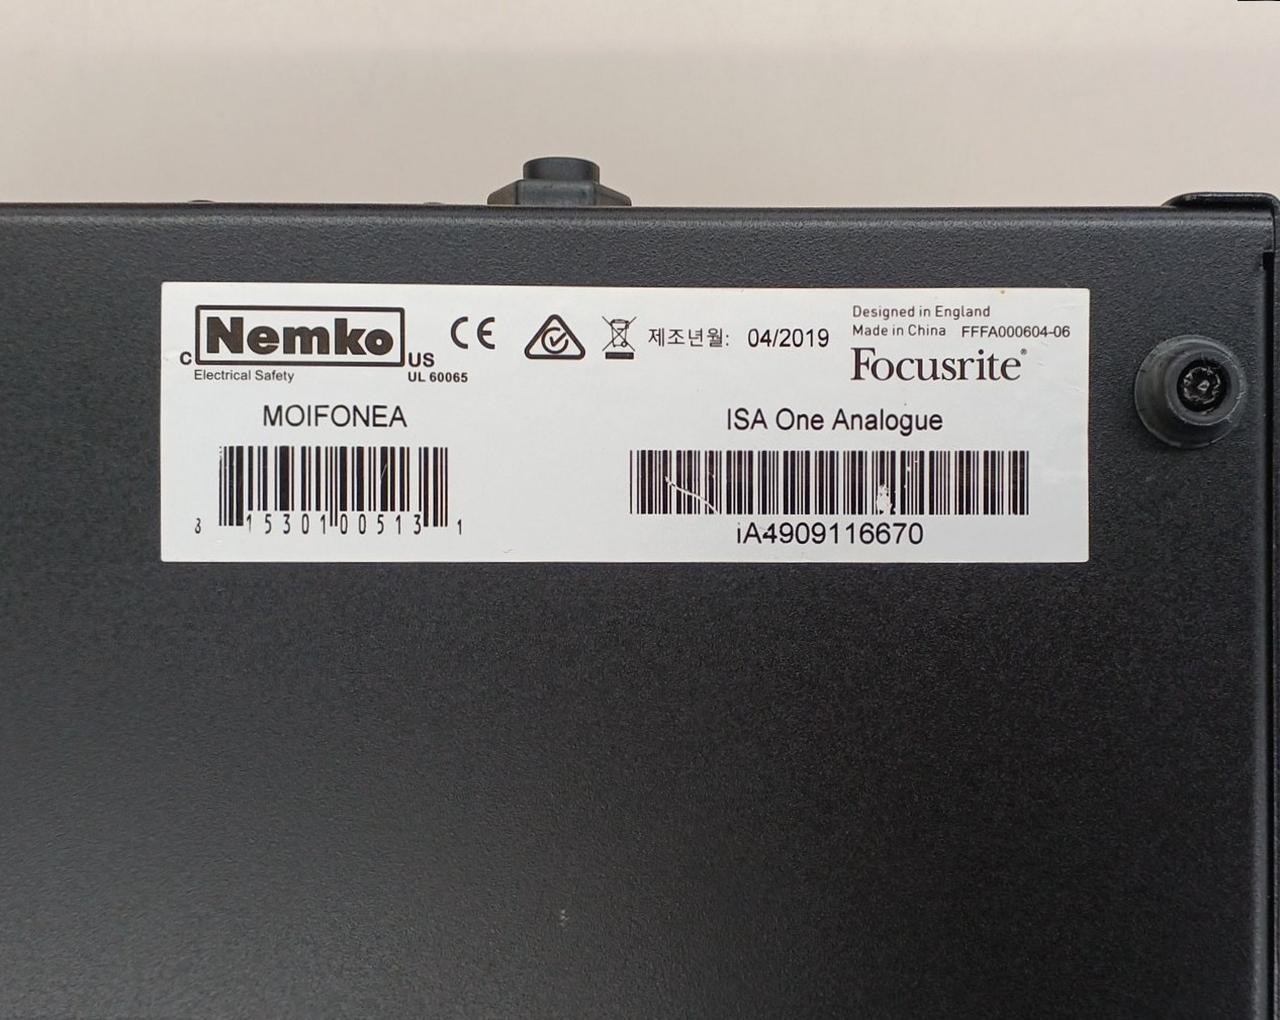 Nemko
C US
Electrical Safety
UL 60065
CE
제조년월: 04/2019
Designed in England
Made in China FFFA000604-06
Focusrite®
MOIFONEA
8 15301 00513 1
ISA One Analogue
iA4909116670